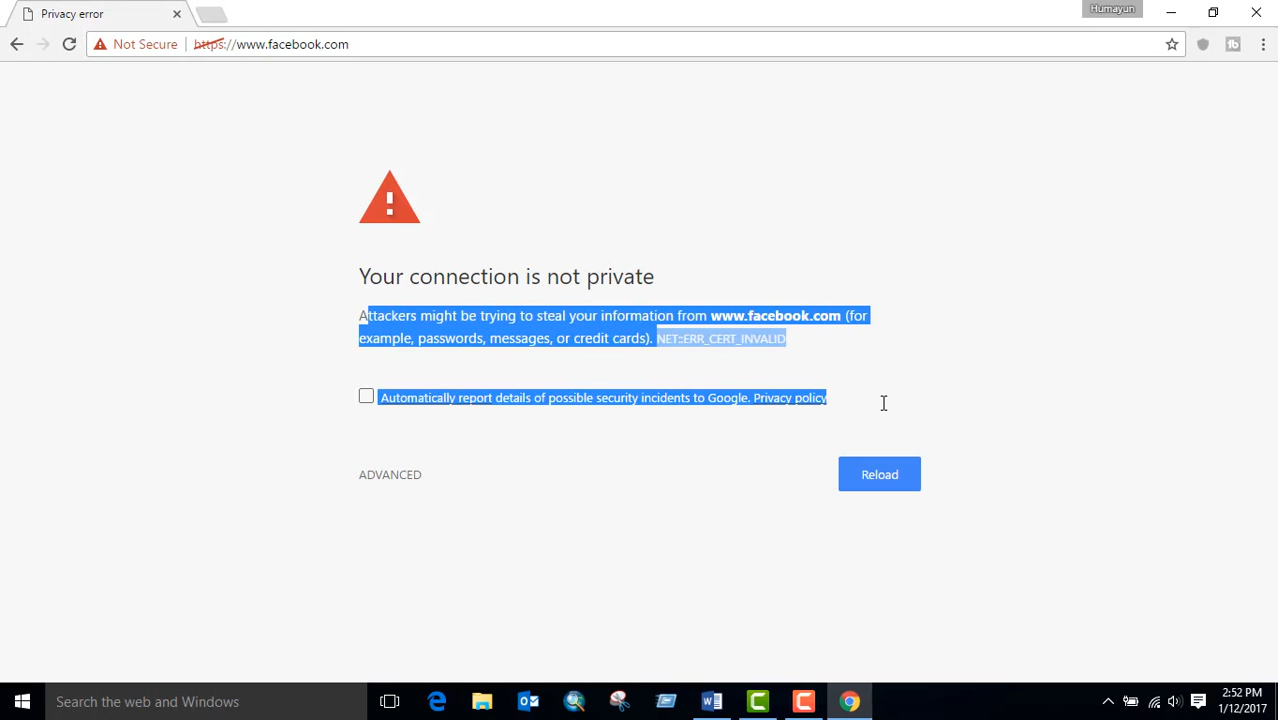 Privacy error
Humayun
Not Secure https://www.facebook.com
Your connection is not private
Attackers might be trying to steal your information from www.facebook.com (for
example, passwords, messages, or credit cards). NET::ERR_CERT_INVALID
Automatically report details of possible security incidents to Google. Privacy policy
ADVANCED
Reload
Search the web and Windows
2:52 PM
1/12/2017